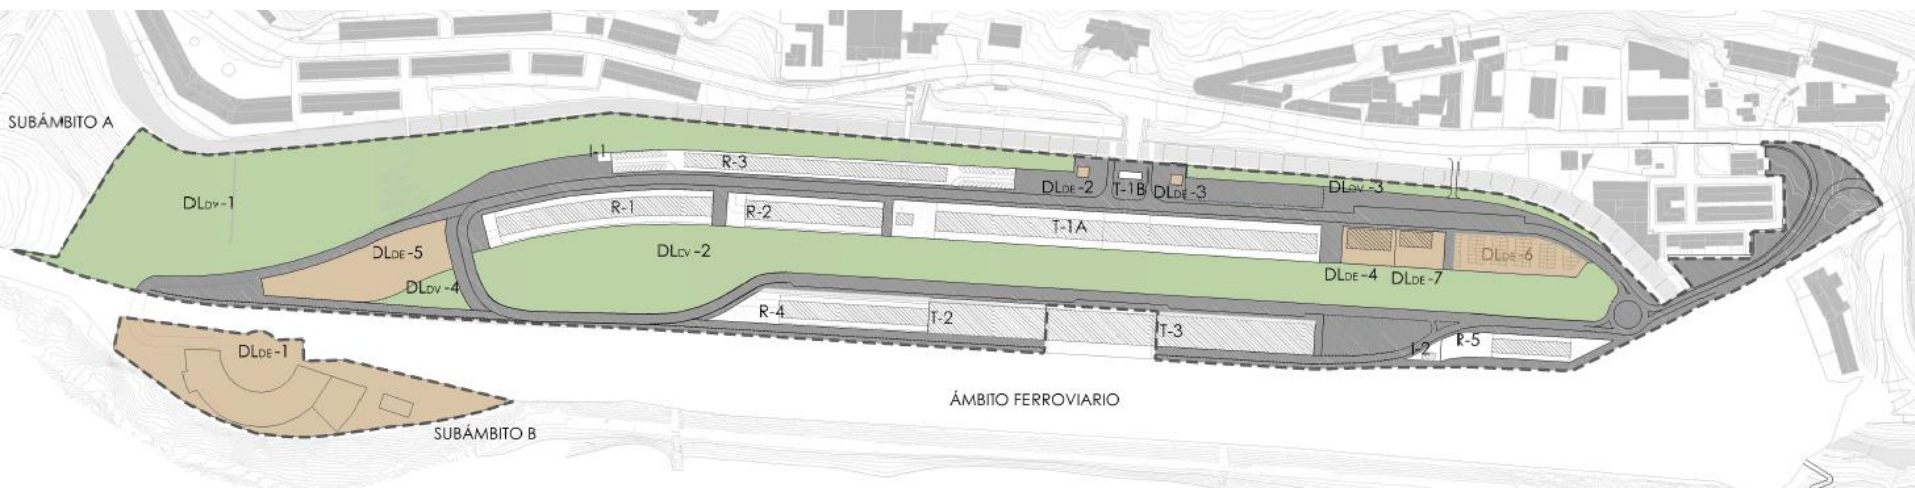 SUBÁMBITO A
I-1
R-3
DLDE-2
T-1B
DLDE-3
DLDV-3
DLDV-1
R-1
R-2
T-1A
DLDE-5
DLCV-2
DLDE-6
DLDE-4
DLDE-7
DLDV-4
R-4
T-2
T-3
I-2
R-5
DLDE-1
ÁMBITO FERROVIARIO
SUBÁMBITO B